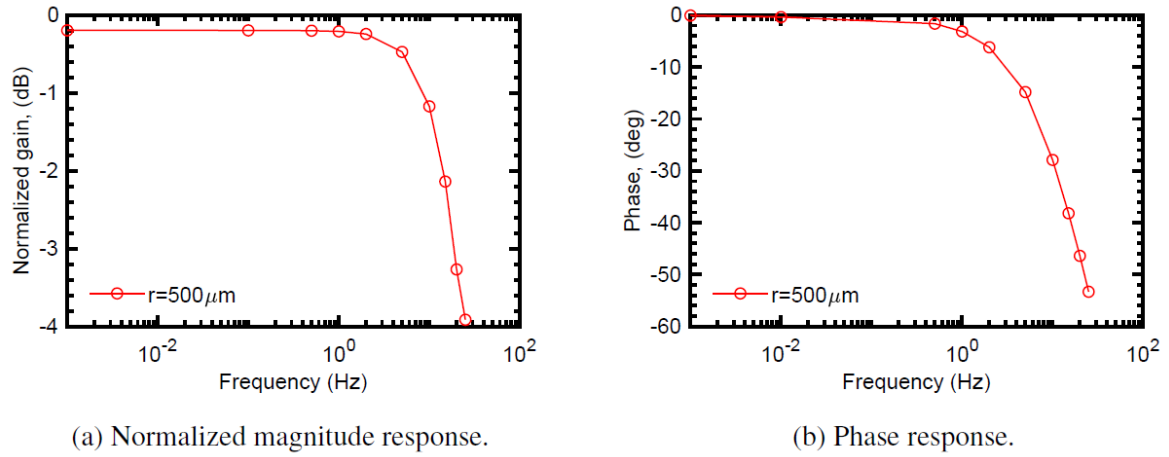 0
-1
-2
-3
-4
Normalized gain, (dB)
r=500μm
10^-2
10^0
10^2
Frequency (Hz)
(a) Normalized magnitude response.
0
-10
-20
-30
-40
-50
-60
Phase, (deg)
r=500μm
10^-2
10^0
10^2
Frequency (Hz)
(b) Phase response.